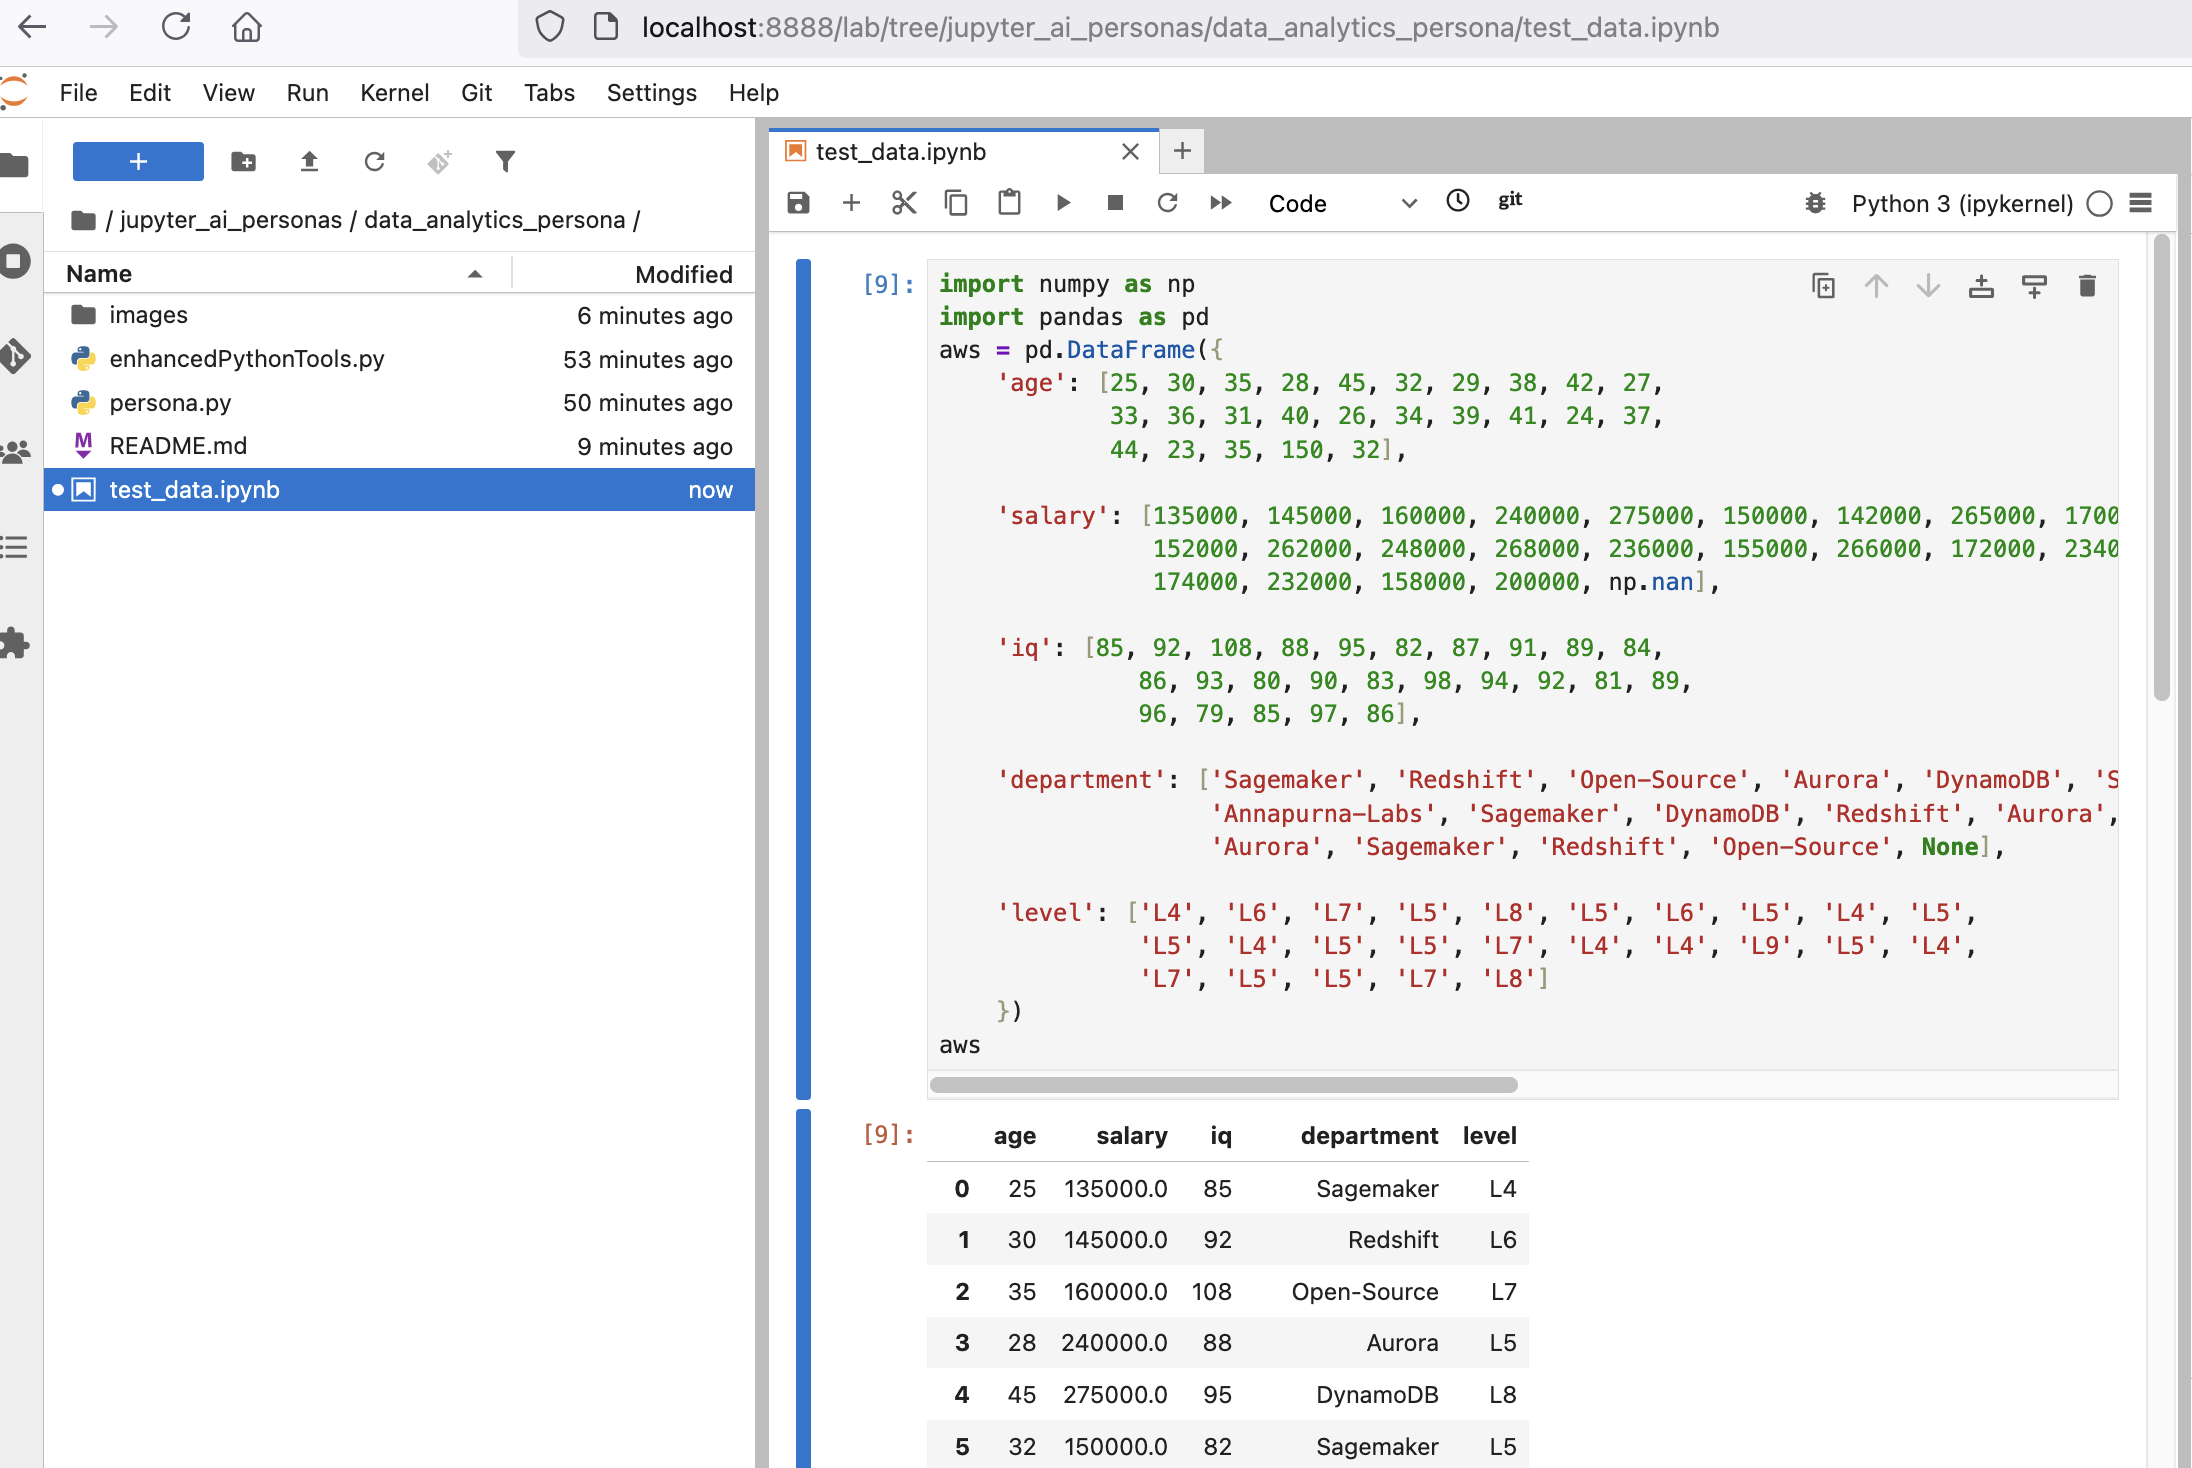 localhost:8888/lab/tree/jupyter_ai_personas/data_analytics_persona/test_data.ipynb
File Edit View Run Kernel Git Tabs Settings Help
+
/ jupyter_ai_personas / data_analytics_persona /
Name Modified
images 6 minutes ago
enhancedPythonTools.py 53 minutes ago
persona.py 50 minutes ago
M README.md 9 minutes ago
test_data.ipynb now
test_data.ipynb
Code git Python 3 (ipykernel)
[9]: import numpy as np
import pandas as pd
aws = pd.DataFrame({
'age': [25, 30, 35, 28, 45, 32, 29, 38, 42, 27,
33, 36, 31, 40, 26, 34, 39, 41, 24, 37,
44, 23, 35, 150, 32],
'salary': [135000, 145000, 160000, 240000, 275000, 150000, 142000, 265000, 1700
152000, 262000, 248000, 268000, 236000, 155000, 266000, 172000, 2340
174000, 232000, 158000, 200000, np.nan],
'iq': [85, 92, 108, 88, 95, 82, 87, 91, 89, 84,
86, 93, 80, 90, 83, 98, 94, 92, 81, 89,
96, 79, 85, 97, 86],
'department': ['Sagemaker', 'Redshift', 'Open-Source', 'Aurora', 'DynamoDB', 'S
'Annapurna-Labs', 'Sagemaker', 'DynamoDB', 'Redshift', 'Aurora',
'Aurora', 'Sagemaker', 'Redshift', 'Open-Source', None],
'level': ['L4', 'L6', 'L7', 'L5', 'L8', 'L5', 'L6', 'L5', 'L4', 'L5',
'L5', 'L4', 'L5', 'L5', 'L7', 'L4', 'L4', 'L9', 'L5', 'L4',
'L7', 'L5', 'L5', 'L7', 'L8']
})
aws
[9]: age salary iq department level
0 25 135000.0 85 Sagemaker L4
1 30 145000.0 92 Redshift L6
2 35 160000.0 108 Open-Source L7
3 28 240000.0 88 Aurora L5
4 45 275000.0 95 DynamoDB L8
5 32 150000.0 82 Sagemaker L5